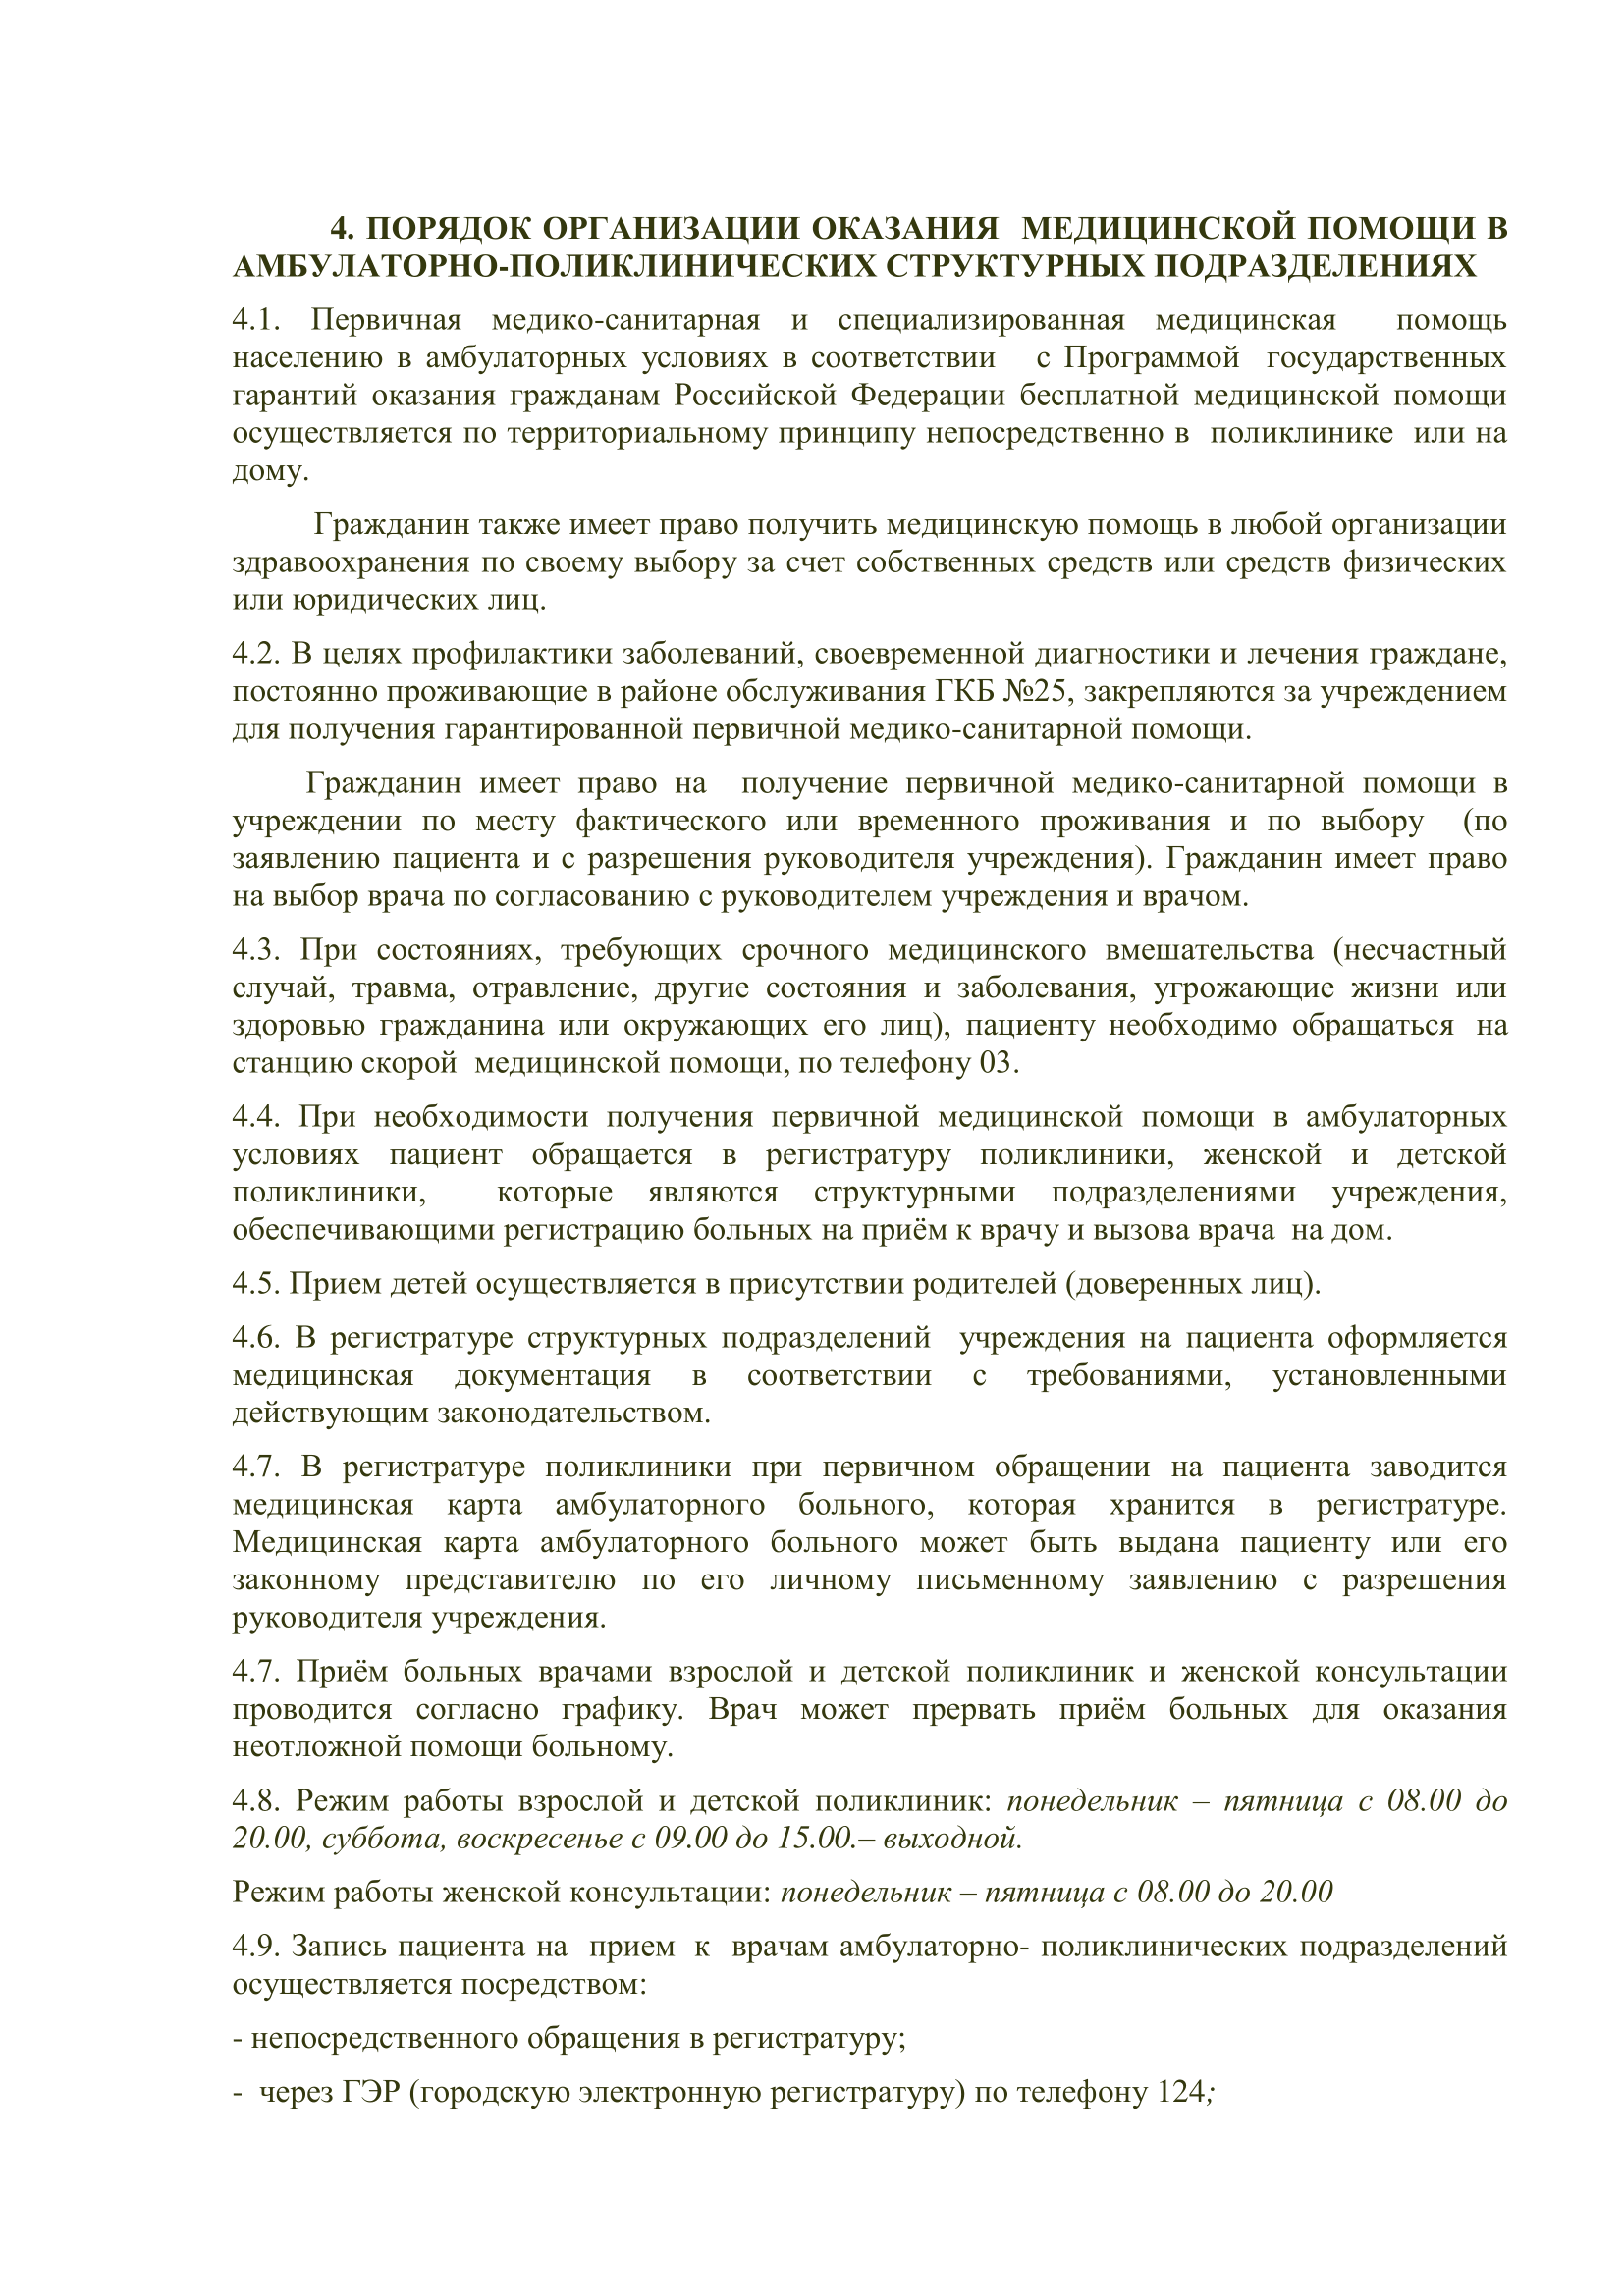 4. ПОРЯДОК ОРГАНИЗАЦИИ ОКАЗАНИЯ МЕДИЦИНСКОЙ ПОМОЩИ В
АМБУЛАТОРНО-ПОЛИКЛИНИЧЕСКИХ СТРУКТУРНЫХ ПОДРАЗДЕЛЕНИЯХ
4.1. Первичная медико-санитарная и специализированная медицинская помощь
населению в амбулаторных условиях в соответствии с Программой государственных
гарантий оказания гражданам Российской Федерации бесплатной медицинской помощи
осуществляется по территориальному принципу непосредственно в поликлинике или на
дому.
Гражданин также имеет право получить медицинскую помощь в любой организации
здравоохранения по своему выбору за счет собственных средств или средств физических
или юридических лиц.
4.2. В целях профилактики заболеваний, своевременной диагностики и лечения граждане,
постоянно проживающие в районе обслуживания ГКБ №25, закрепляются за учреждением
для получения гарантированной первичной медико-санитарной помощи.
Гражданин имеет право на получение первичной медико-санитарной помощи в
учреждении по месту фактического или временного проживания и по выбору (по
заявлению пациента и с разрешения руководителя учреждения). Гражданин имеет право
на выбор врача по согласованию с руководителем учреждения и врачом.
4.3. При состояниях, требующих срочного медицинского вмешательства (несчастный
случай, травма, отравление, другие состояния и заболевания, угрожающие жизни или
здоровью гражданина или окружающих его лиц), пациенту необходимо обращаться на
станцию скорой медицинской помощи, по телефону 03.
4.4. При необходимости получения первичной медицинской помощи в амбулаторных
условиях пациент обращается в регистратуру поликлиники, женской и детской
поликлиники, которые являются структурными подразделениями учреждения,
обеспечивающими регистрацию больных на приём к врачу и вызова врача на дом.
4.5. Прием детей осуществляется в присутствии родителей (доверенных лиц).
4.6. В регистратуре структурных подразделений учреждения на пациента оформляется
медицинская документация в соответствии с требованиями, установленными
действующим законодательством.
4.7. В регистратуре поликлиники при первичном обращении на пациента заводится
медицинская карта амбулаторного больного, которая хранится в регистратуре.
Медицинская карта амбулаторного больного может быть выдана пациенту или его
законному представителю по его личному письменному заявлению с разрешения
руководителя учреждения.
4.7. Приём больных врачами взрослой и детской поликлиник и женской консультации
проводится согласно графику. Врач может прервать приём больных для оказания
неотложной помощи больному.
4.8. Режим работы взрослой и детской поликлиник: понедельник – пятница с 08.00 до
20.00, суббота, воскресенье с 09.00 до 15.00.– выходной.
Режим работы женской консультации: понедельник – пятница с 08.00 до 20.00
4.9. Запись пациента на прием к врачам амбулаторно- поликлинических подразделений
осуществляется посредством:
- непосредственного обращения в регистратуру;
- через ГЭР (городскую электронную регистратуру) по телефону 124;